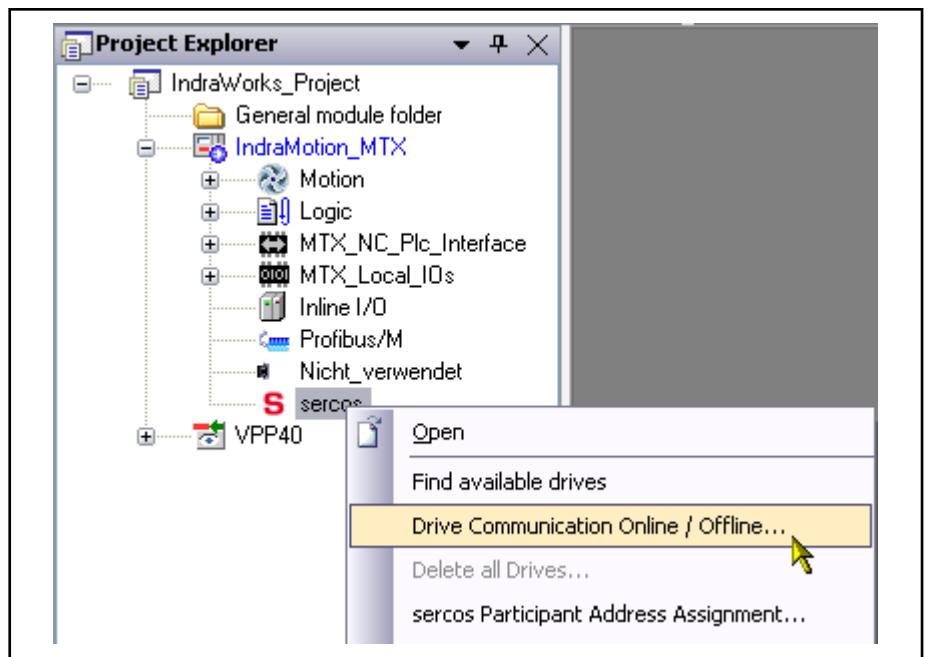 Project Explorer
IndraWorks_Project
General module folder
IndraMotion_MTX
Motion
Logic
MTX_NC_Plc_Interface
MTX_Local_IOs
Inline I/O
Profibus/M
Nicht_verwendet
S sercos
VPP40
Open
Find available drives
Drive Communication Online / Offline...
Delete all Drives...
sercos Participant Address Assignment...